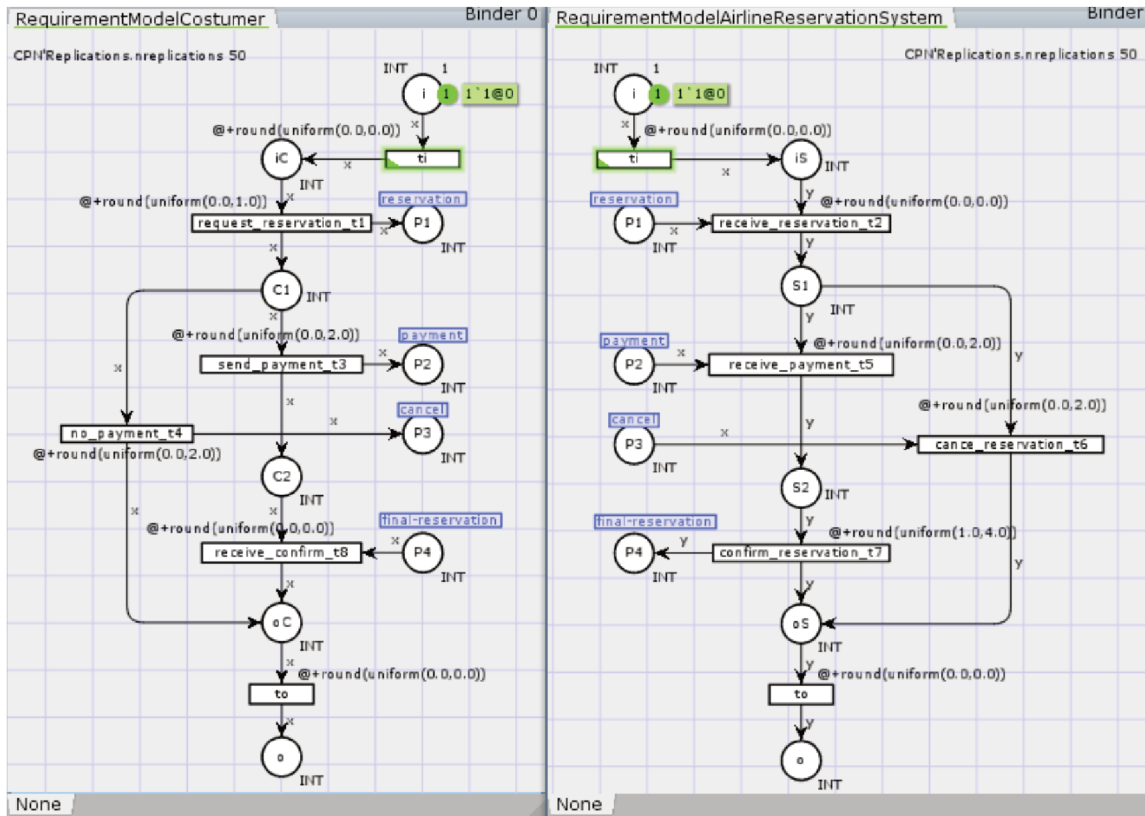 RequirementModelCostumer
Binder 0
CPN'Replications.nreplications 50
INT
1
i
1
1`1@0
x
@+round(uniform(0.0,0.0))
iC
x
ti
INT
@+round(uniform(0.0,1.0))
x
reservation
request_reservation_t1
x
P1
INT
x
C1
INT
x
@+round(uniform(0.0,2.0))
payment
x
send_payment_t3
P2
x
INT
x
cancel
x
no_payment_t4
P3
@+round(uniform(0.0,2.0))
INT
C2
INT
x
x
final-reservation
@+round(uniform(0.0,0.0))
receive_confirm_t8
x
P4
INT
x
oC
INT
x
@+round(uniform(0.0,0.0))
to
x
o
INT
None
RequirementModelAirlineReservationSystem
Binder
CPN'Replications.nreplications 50
INT
1
i
1
1`1@0
x
@+round(uniform(0.0,0.0))
ti
x
iS
INT
reservation
y
@+round(uniform(0.0,0.0))
P1
x
receive_reservation_t2
INT
y
S1
INT
y
payment
@+round(uniform(0.0,2.0))
P2
x
receive_payment_t5
y
INT
@+round(uniform(0.0,2.0))
cancel
y
P3
x
cance_reservation_t6
INT
S2
INT
final-reservation
y
@+round(uniform(1.0,4.0))
P4
y
confirm_reservation_t7
INT
y
y
oS
INT
y
@+round(uniform(0.0,0.0))
to
y
o
INT
None